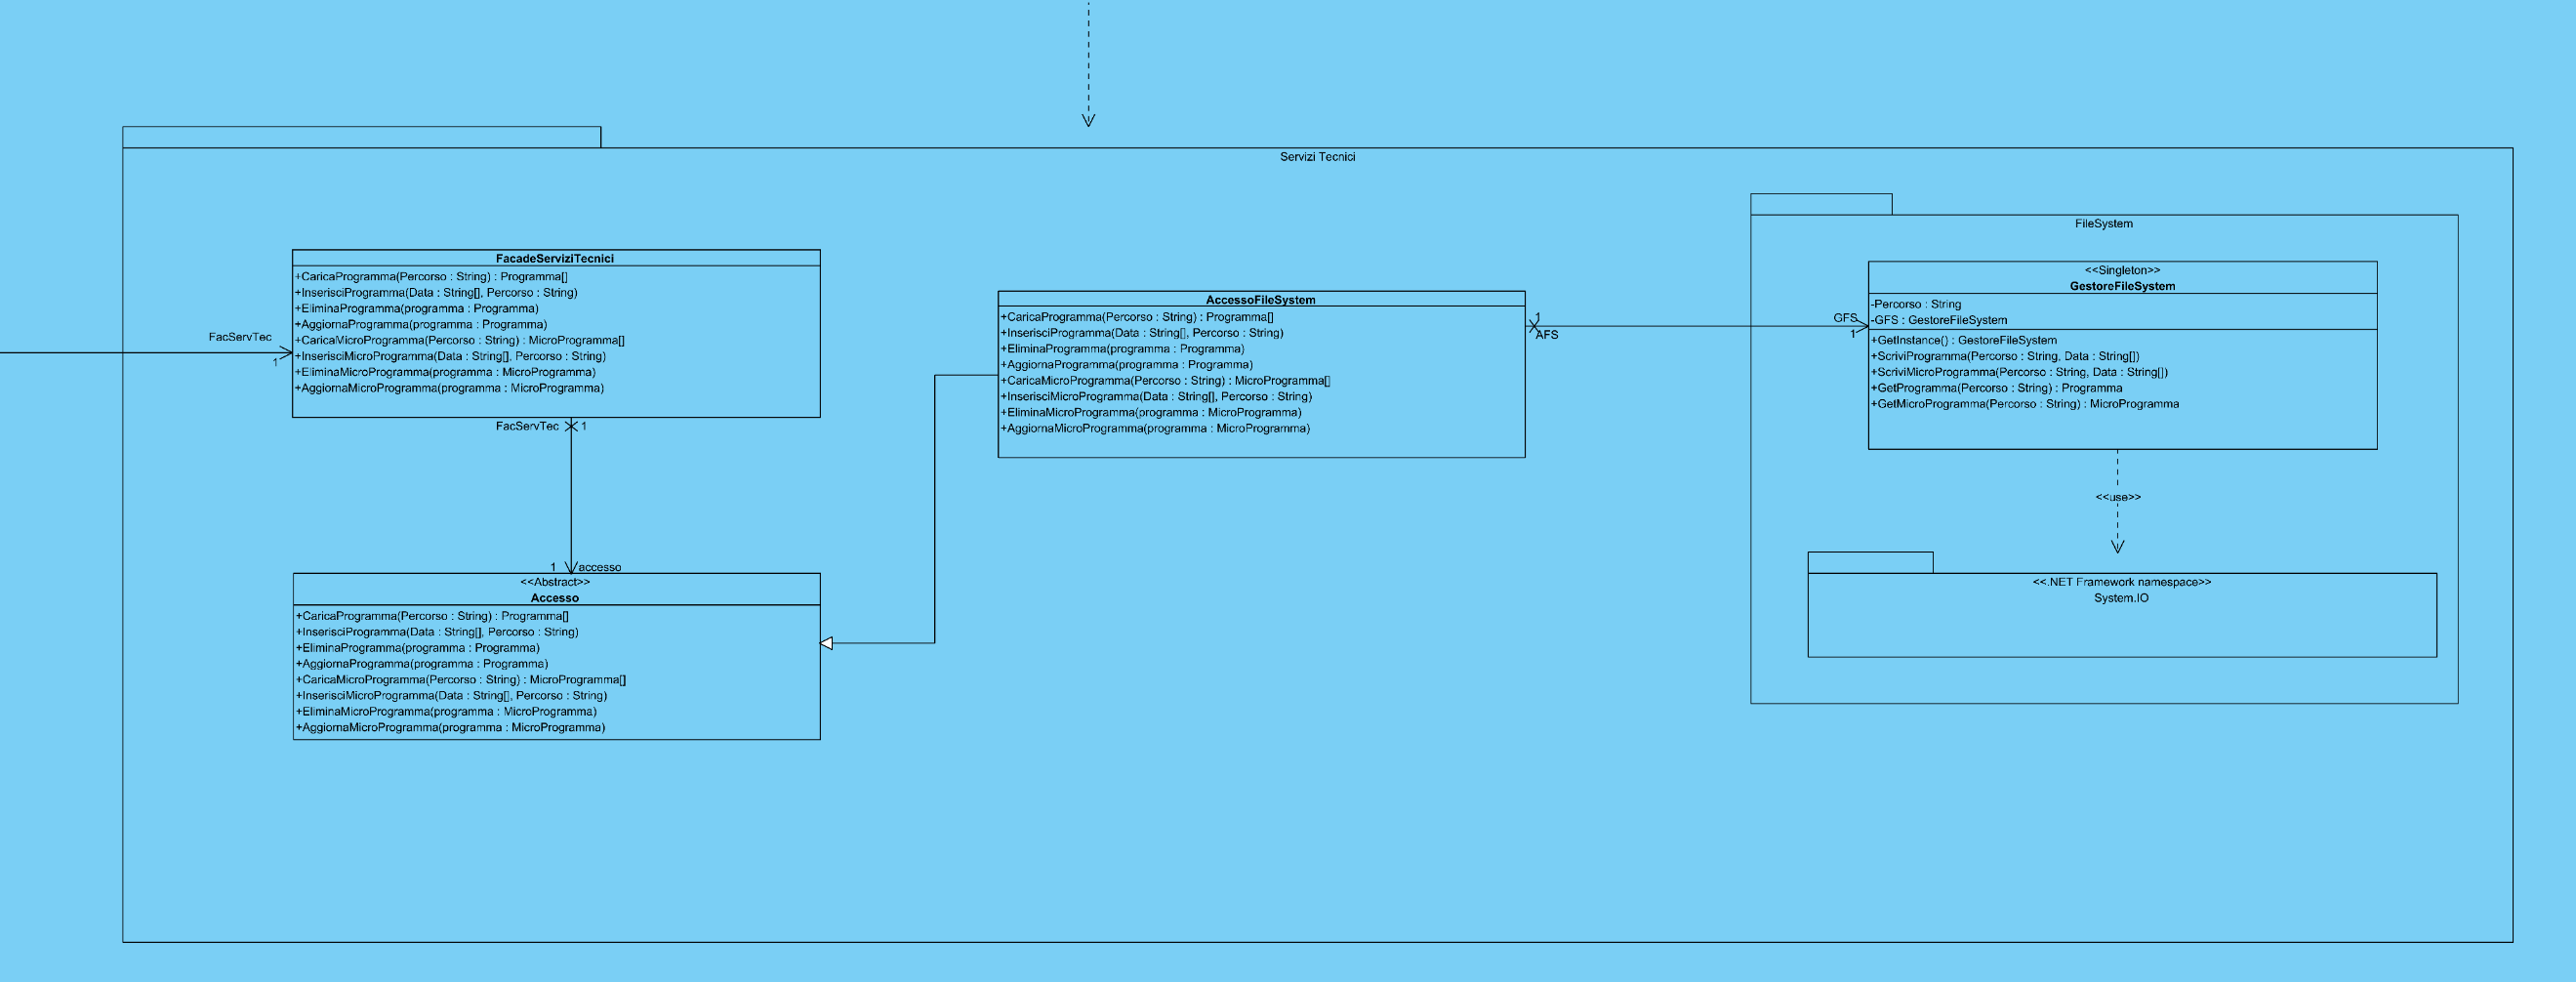 Servizi Tecnici
FacServTec
1
FacadeServiziTecnici
+CaricaProgramma(Percorso : String) : Programma[]
+InserisciProgramma(Data : String[], Percorso : String)
+EliminaProgramma(programma : Programma)
+AggiornaProgramma(programma : Programma)
+CaricaMicroProgramma(Percorso : String) : MicroProgramma[]
+InserisciMicroProgramma(Data : String[], Percorso : String)
+EliminaMicroProgramma(programma : MicroProgramma)
+AggiornaMicroProgramma(programma : MicroProgramma)
FacServTec 1
1 accesso
<<Abstract>>
Accesso
+CaricaProgramma(Percorso : String) : Programma[]
+InserisciProgramma(Data : String[], Percorso : String)
+EliminaProgramma(programma : Programma)
+AggiornaProgramma(programma : Programma)
+CaricaMicroProgramma(Percorso : String) : MicroProgramma[]
+InserisciMicroProgramma(Data : String[], Percorso : String)
+EliminaMicroProgramma(programma : MicroProgramma)
+AggiornaMicroProgramma(programma : MicroProgramma)
AccessoFileSystem
+CaricaProgramma(Percorso : String) : Programma[]
+InserisciProgramma(Data : String[], Percorso : String)
+EliminaProgramma(programma : Programma)
+AggiornaProgramma(programma : Programma)
+CaricaMicroProgramma(Percorso : String) : MicroProgramma[]
+InserisciMicroProgramma(Data : String[], Percorso : String)
+EliminaMicroProgramma(programma : MicroProgramma)
+AggiornaMicroProgramma(programma : MicroProgramma)
1
AFS
GFS
1
FileSystem
<<Singleton>>
GestoreFileSystem
-Percorso : String
-GFS : GestoreFileSystem
+GetInstance() : GestoreFileSystem
+ScriviProgramma(Percorso : String, Data : String[])
+ScriviMicroProgramma(Percorso : String, Data : String[])
+GetProgramma(Percorso : String) : Programma
+GetMicroProgramma(Percorso : String) : MicroProgramma
<<use>>
<<.NET Framework namespace>>
System.IO